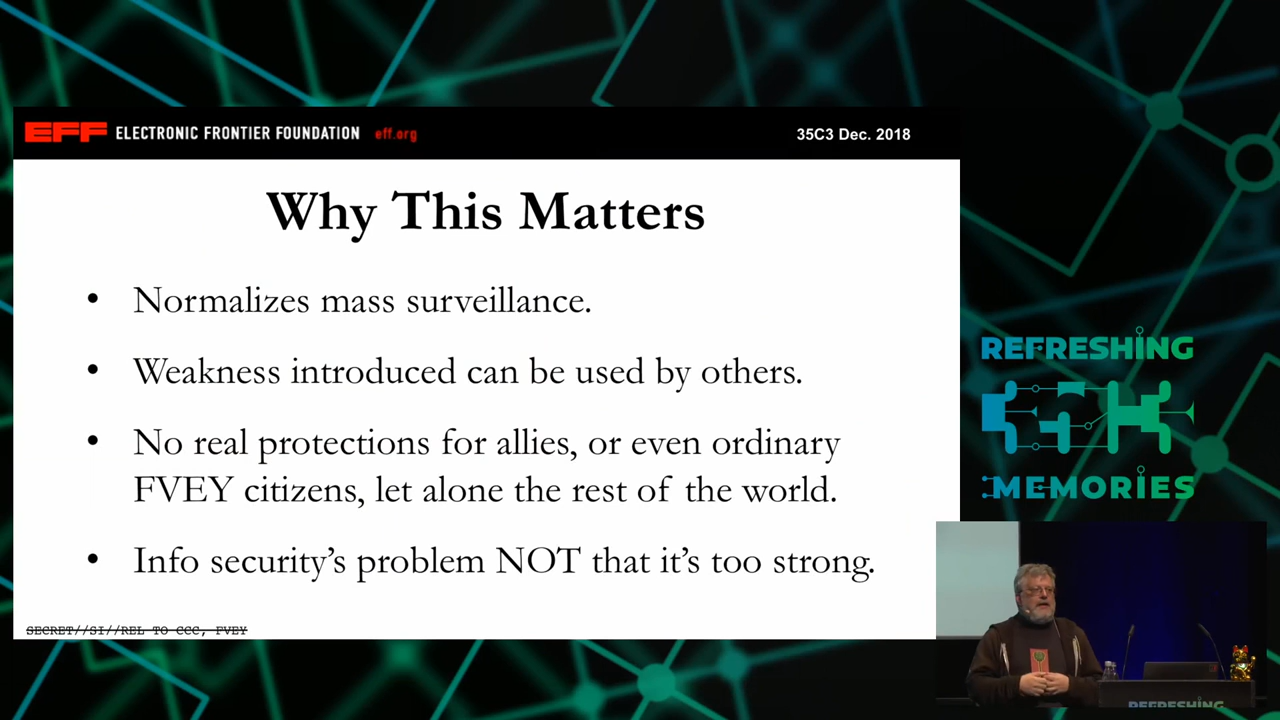 EFF ELECTRONIC FRONTIER FOUNDATION eff.org
35C3 Dec. 2018
Why This Matters
• Normalizes mass surveillance.
• Weakness introduced can be used by others.
• No real protections for allies, or even ordinary
FVEY citizens, let alone the rest of the world.
• Info security's problem NOT that it's too strong.
SECRET//SI//REL TO CCC, FVEY
REFRESHING
MEMORIES
REFRESHING